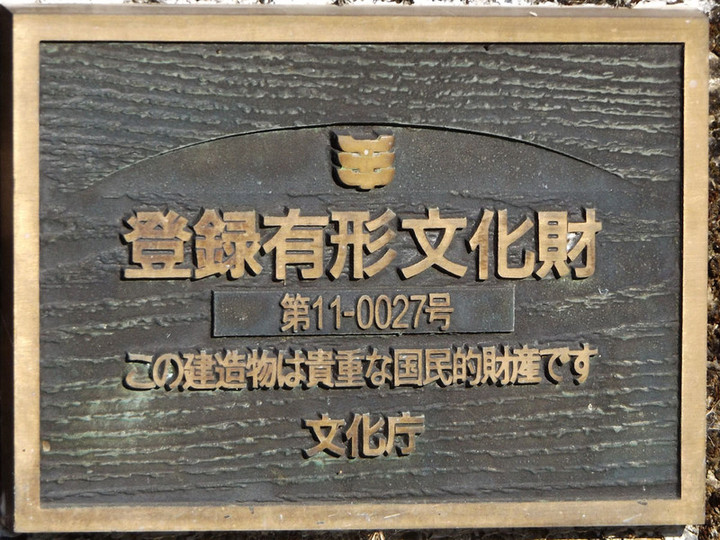 登録有形文化財
第11-0027号
この建造物は貴重な国民的財産です
文化庁